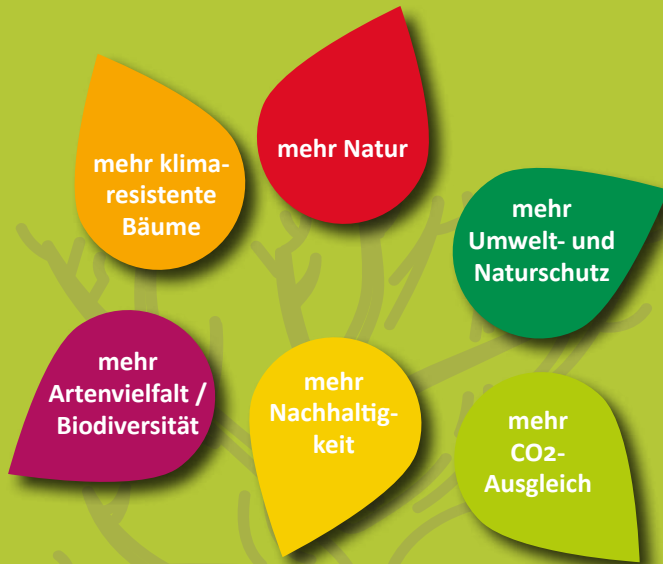 mehr klima-
resistente
Bäume
mehr Natur
mehr
Umwelt- und
Naturschutz
mehr
Artenvielfalt /
Biodiversität
mehr
Nachhaltig-
keit
mehr
CO2-
Ausgleich